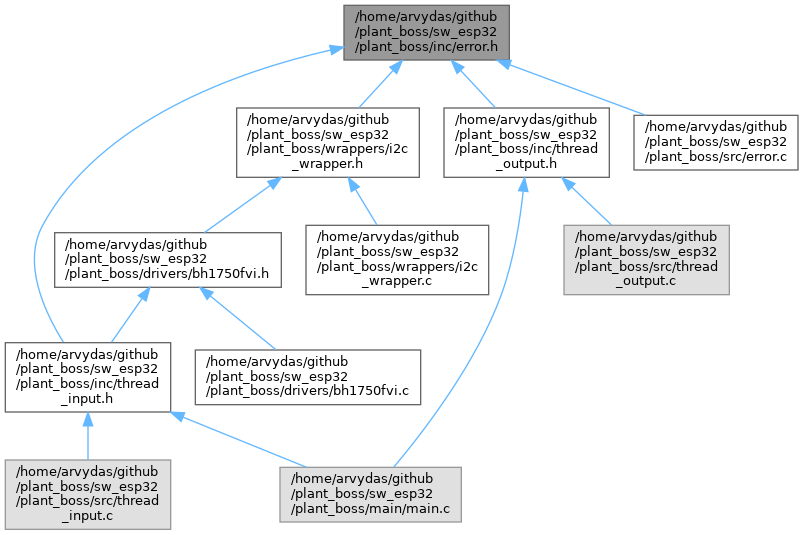 /home/arvydas/github
/plant_boss/sw_esp32
/plant_boss/inc/error.h
/home/arvydas/github
/plant_boss/sw_esp32
/plant_boss/wrappers/i2c
_wrapper.h
/home/arvydas/github
/plant_boss/sw_esp32
/plant_boss/inc/thread
_output.h
/home/arvydas/github
/plant_boss/sw_esp32
/plant_boss/src/error.c
/home/arvydas/github
/plant_boss/sw_esp32
/plant_boss/drivers/bh1750fvi.h
/home/arvydas/github
/plant_boss/sw_esp32
/plant_boss/wrappers/i2c
_wrapper.c
/home/arvydas/github
/plant_boss/sw_esp32
/plant_boss/src/thread
_output.c
/home/arvydas/github
/plant_boss/sw_esp32
/plant_boss/inc/thread
_input.h
/home/arvydas/github
/plant_boss/sw_esp32
/plant_boss/drivers/bh1750fvi.c
/home/arvydas/github
/plant_boss/sw_esp32
/plant_boss/src/thread
_input.c
/home/arvydas/github
/plant_boss/sw_esp32
/plant_boss/main/main.c